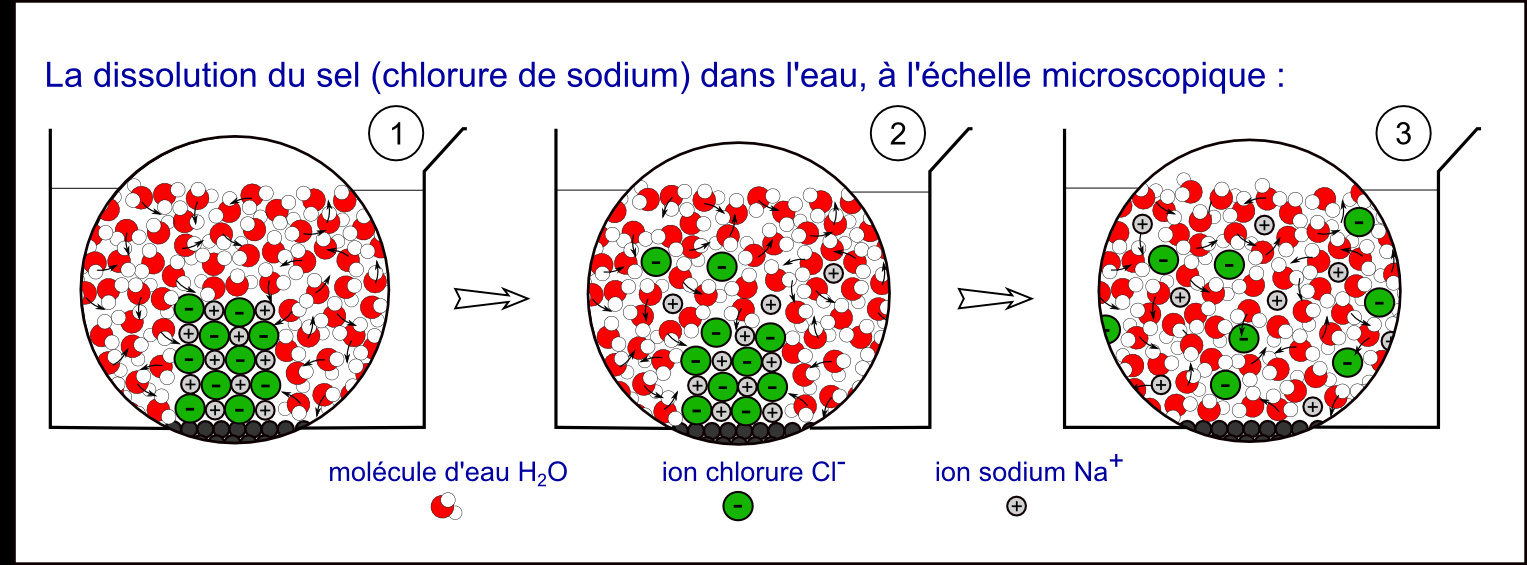 La dissolution du sel (chlorure de sodium) dans l'eau, à l'échelle microscopique :
1
2
3
molécule d'eau H₂O
ion chlorure Cl⁻
ion sodium Na⁺